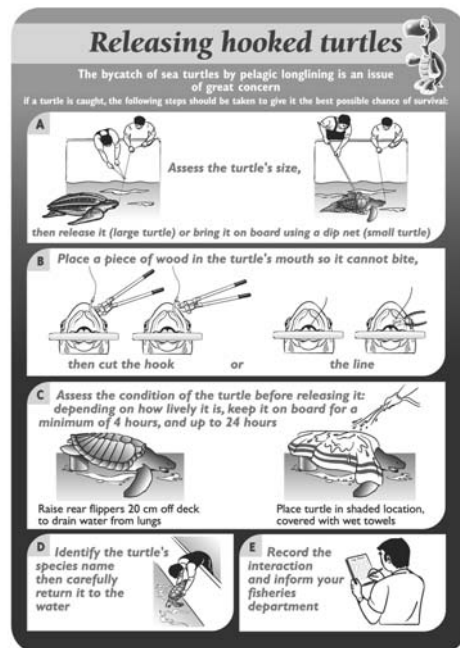 Releasing hooked turtles
The bycatch of sea turtles by pelagic longlining is an issue
of great concern
if a turtle is caught, the following steps should be taken to give it the best possible chance of survival:
A
Assess the turtle's size,
then release it (large turtle) or bring it on board using a dip net (small turtle)
B
Place a piece of wood in the turtle's mouth so it cannot bite,
then cut the hook or the line
C
Assess the condition of the turtle before releasing it:
depending on how lively it is, keep it on board for a
minimum of 4 hours, and up to 24 hours
Raise rear flippers 20 cm off deck
to drain water from lungs
Place turtle in shaded location,
covered with wet towels
D
Identify the turtle's
species name
then carefully
return it to the
water
E
Record the
interaction
and inform your
fisheries
department